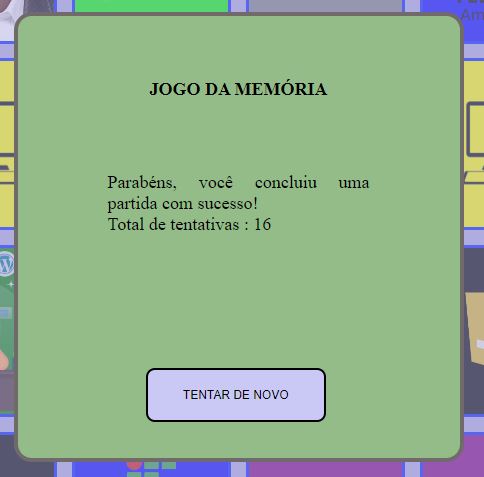 JOGO DA MEMÓRIA
Parabéns, você concluiu uma
partida com sucesso!
Total de tentativas : 16
TENTAR DE NOVO